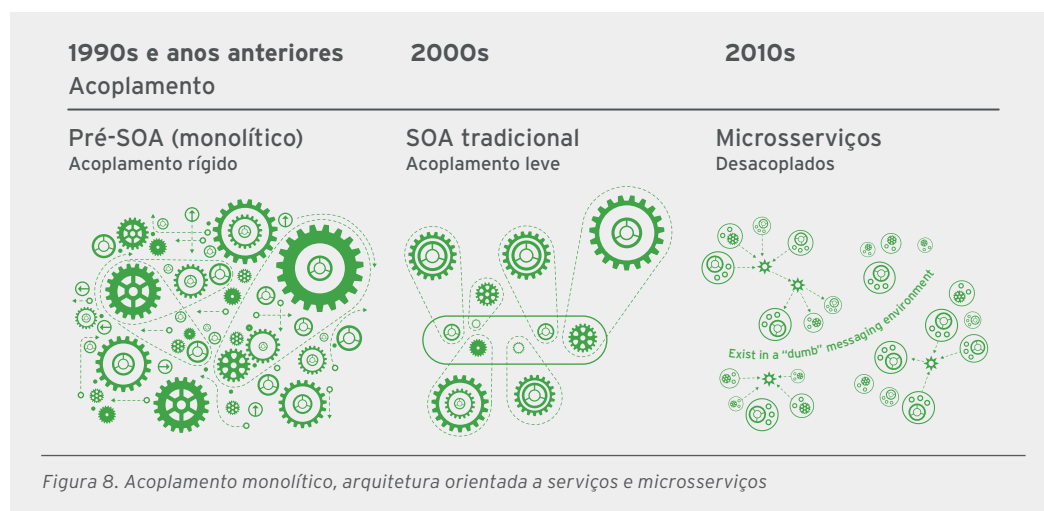 1990s e anos anteriores
Acoplamento
2000s
2010s
Pré-SOA (monolítico)
Acoplamento rígido
SOA tradicional
Acoplamento leve
Microsserviços
Desacoplados
Exist in a “dumb” messaging environment
Figura 8. Acoplamento monolítico, arquitetura orientada a serviços e microsserviços